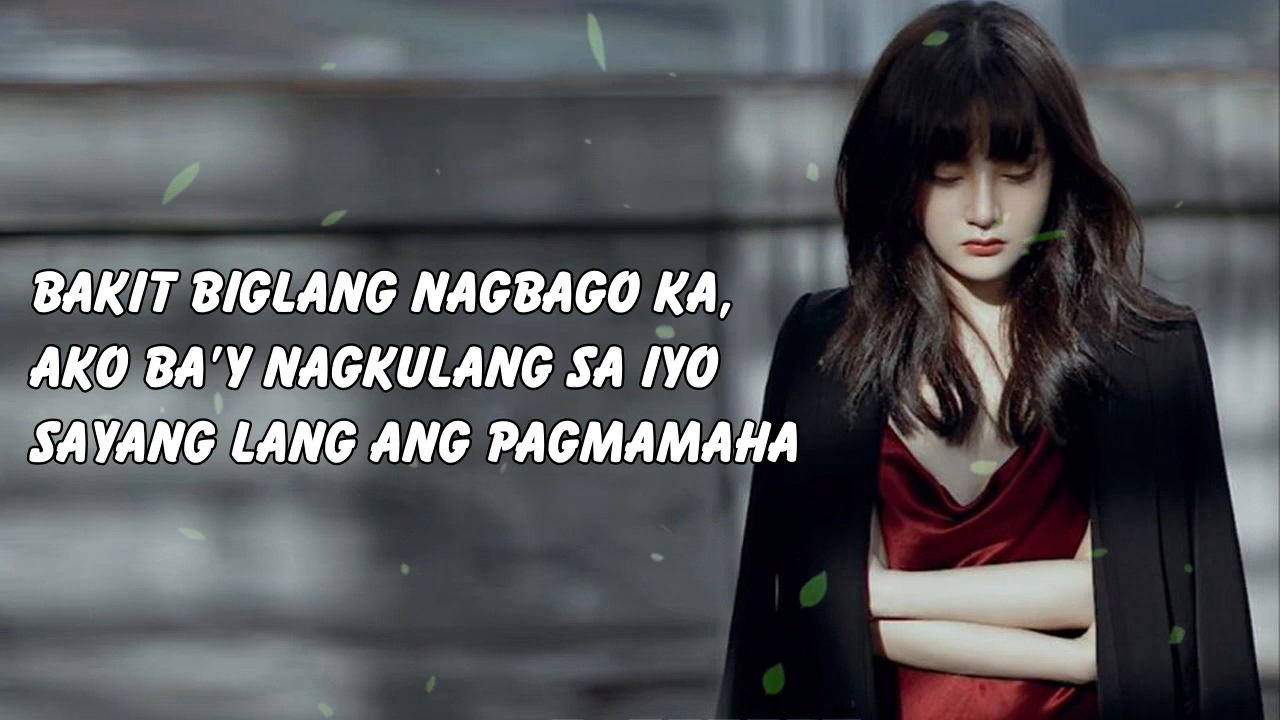 BAKIT BIGLANG NAGBAGO KA,
AKO BA'Y NAGKULANG SA IYO
SAYANG LANG ANG PAGMAMAHA